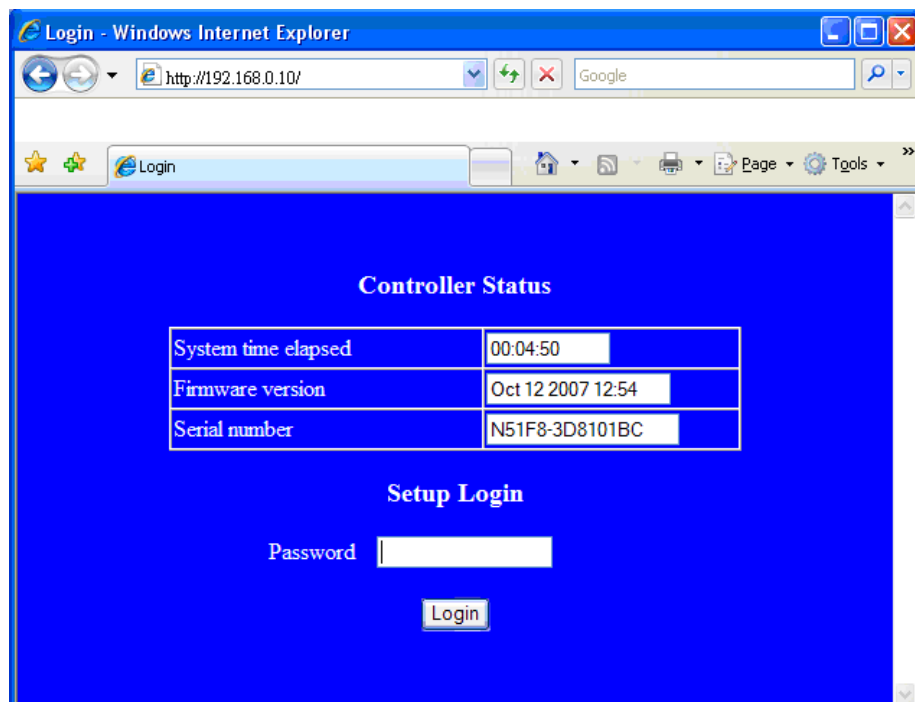 Login - Windows Internet Explorer
http://192.168.0.10/
Google
Login
Page
Tools
»
Controller Status
System time elapsed 00:04:50
Firmware version Oct 12 2007 12:54
Serial number N51F8-3D8101BC
Setup Login
Password
Login